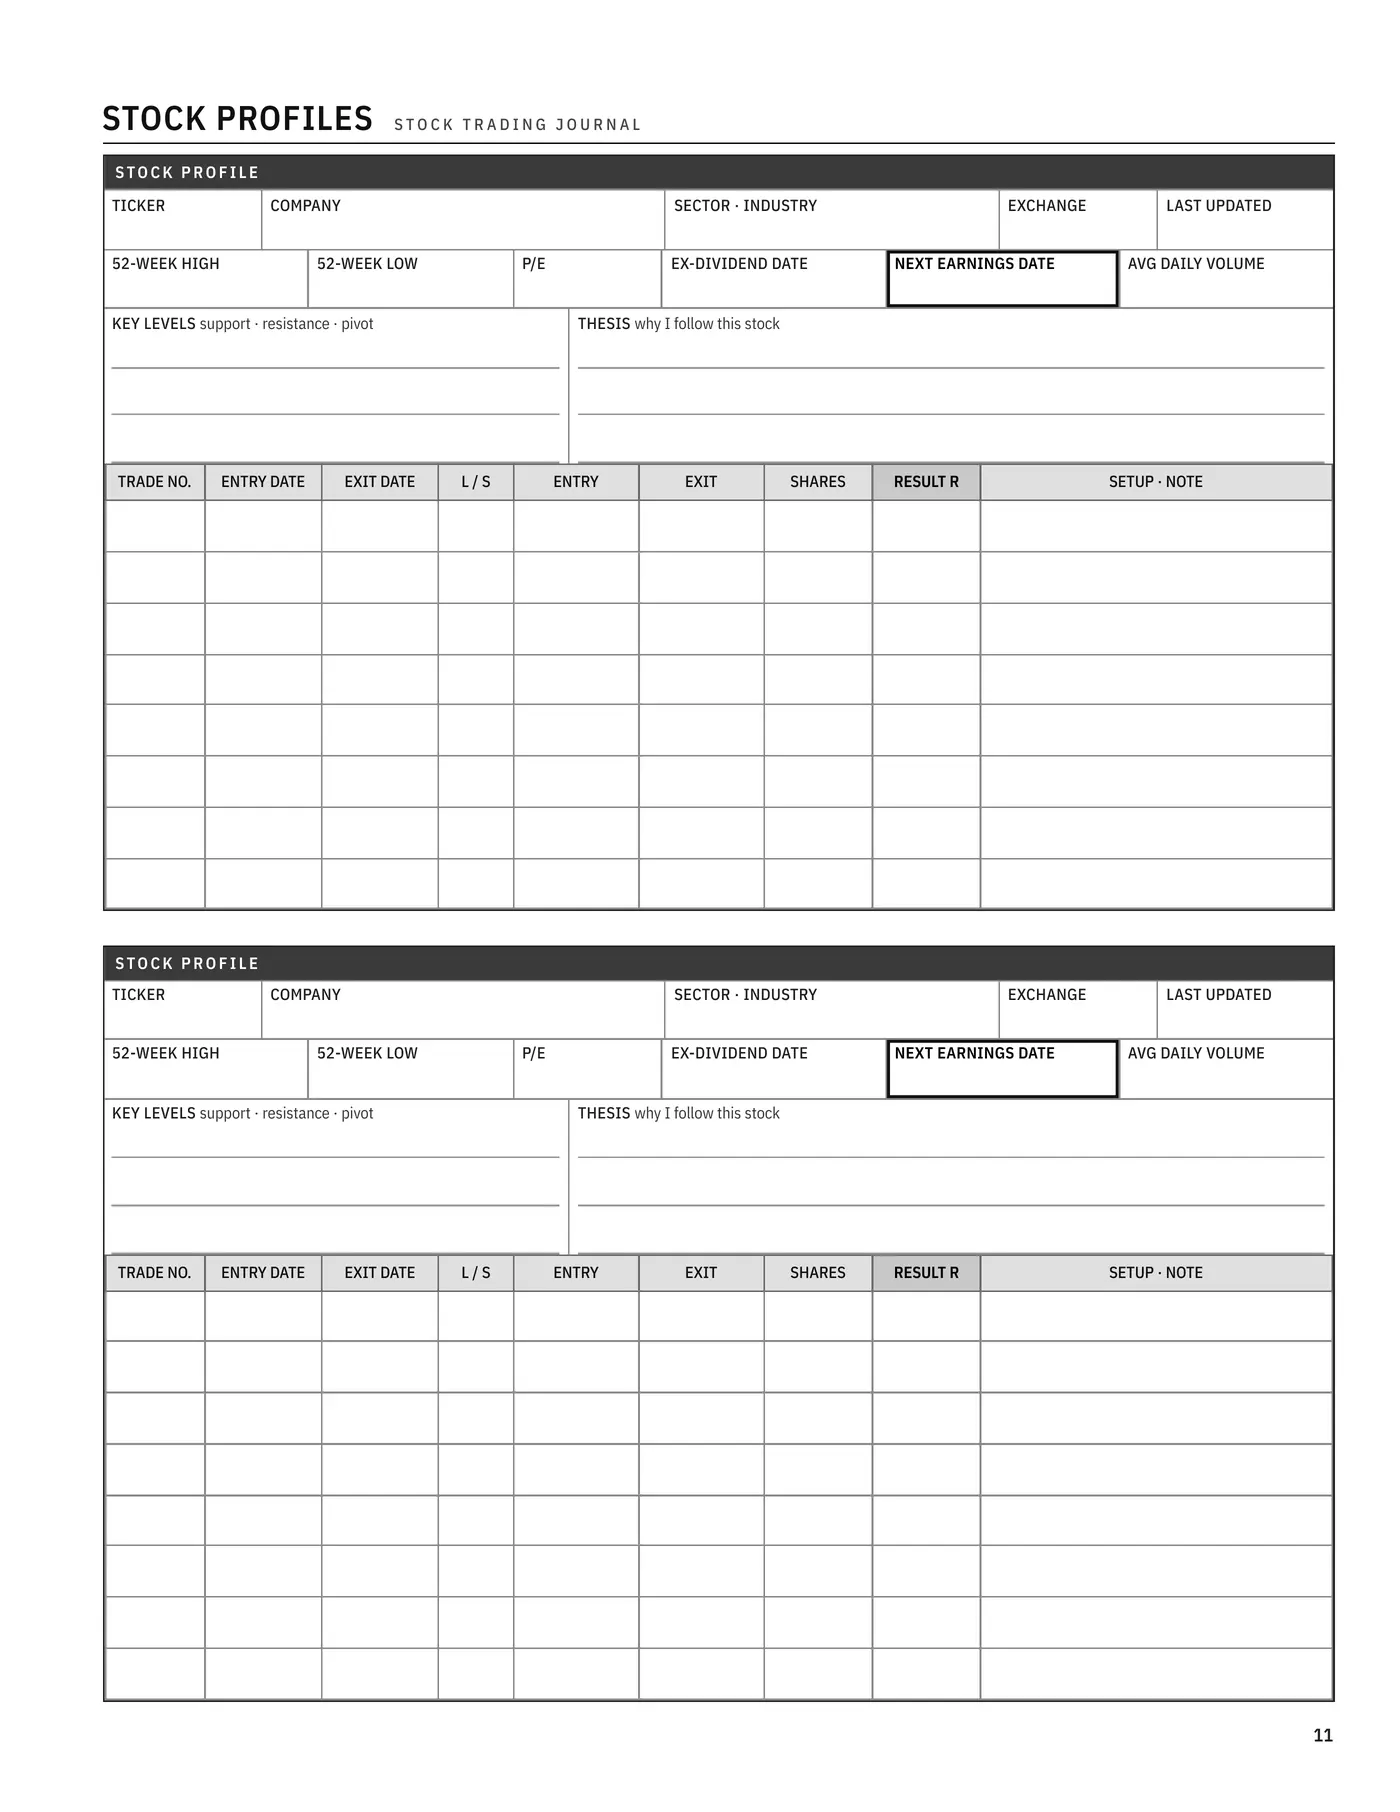 STOCK PROFILES STOCK TRADING JOURNAL
STOCK PROFILE
TICKER COMPANY SECTOR · INDUSTRY EXCHANGE LAST UPDATED
52-WEEK HIGH 52-WEEK LOW P/E EX-DIVIDEND DATE NEXT EARNINGS DATE AVG DAILY VOLUME
KEY LEVELS support · resistance · pivot THESIS why I follow this stock
TRADE NO. ENTRY DATE EXIT DATE L / S ENTRY EXIT SHARES RESULT R SETUP · NOTE
STOCK PROFILE
TICKER COMPANY SECTOR · INDUSTRY EXCHANGE LAST UPDATED
52-WEEK HIGH 52-WEEK LOW P/E EX-DIVIDEND DATE NEXT EARNINGS DATE AVG DAILY VOLUME
KEY LEVELS support · resistance · pivot THESIS why I follow this stock
TRADE NO. ENTRY DATE EXIT DATE L / S ENTRY EXIT SHARES RESULT R SETUP · NOTE
11